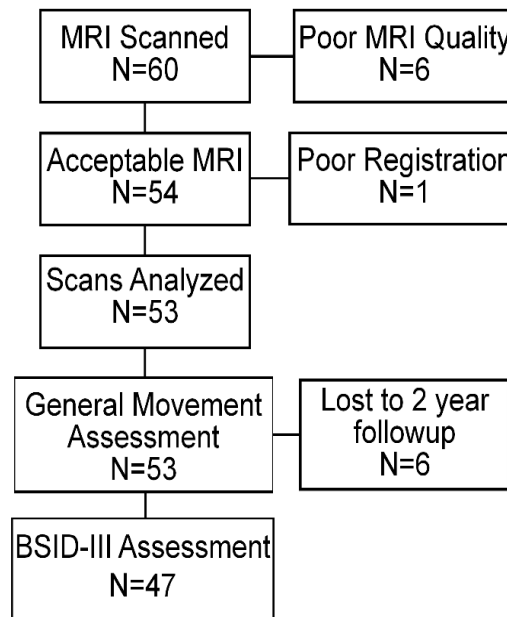 MRI Scanned
N=60
Poor MRI Quality
N=6
Acceptable MRI
N=54
Poor Registration
N=1
Scans Analyzed
N=53
General Movement
Assessment
N=53
Lost to 2 year
followup
N=6
BSID-III Assessment
N=47